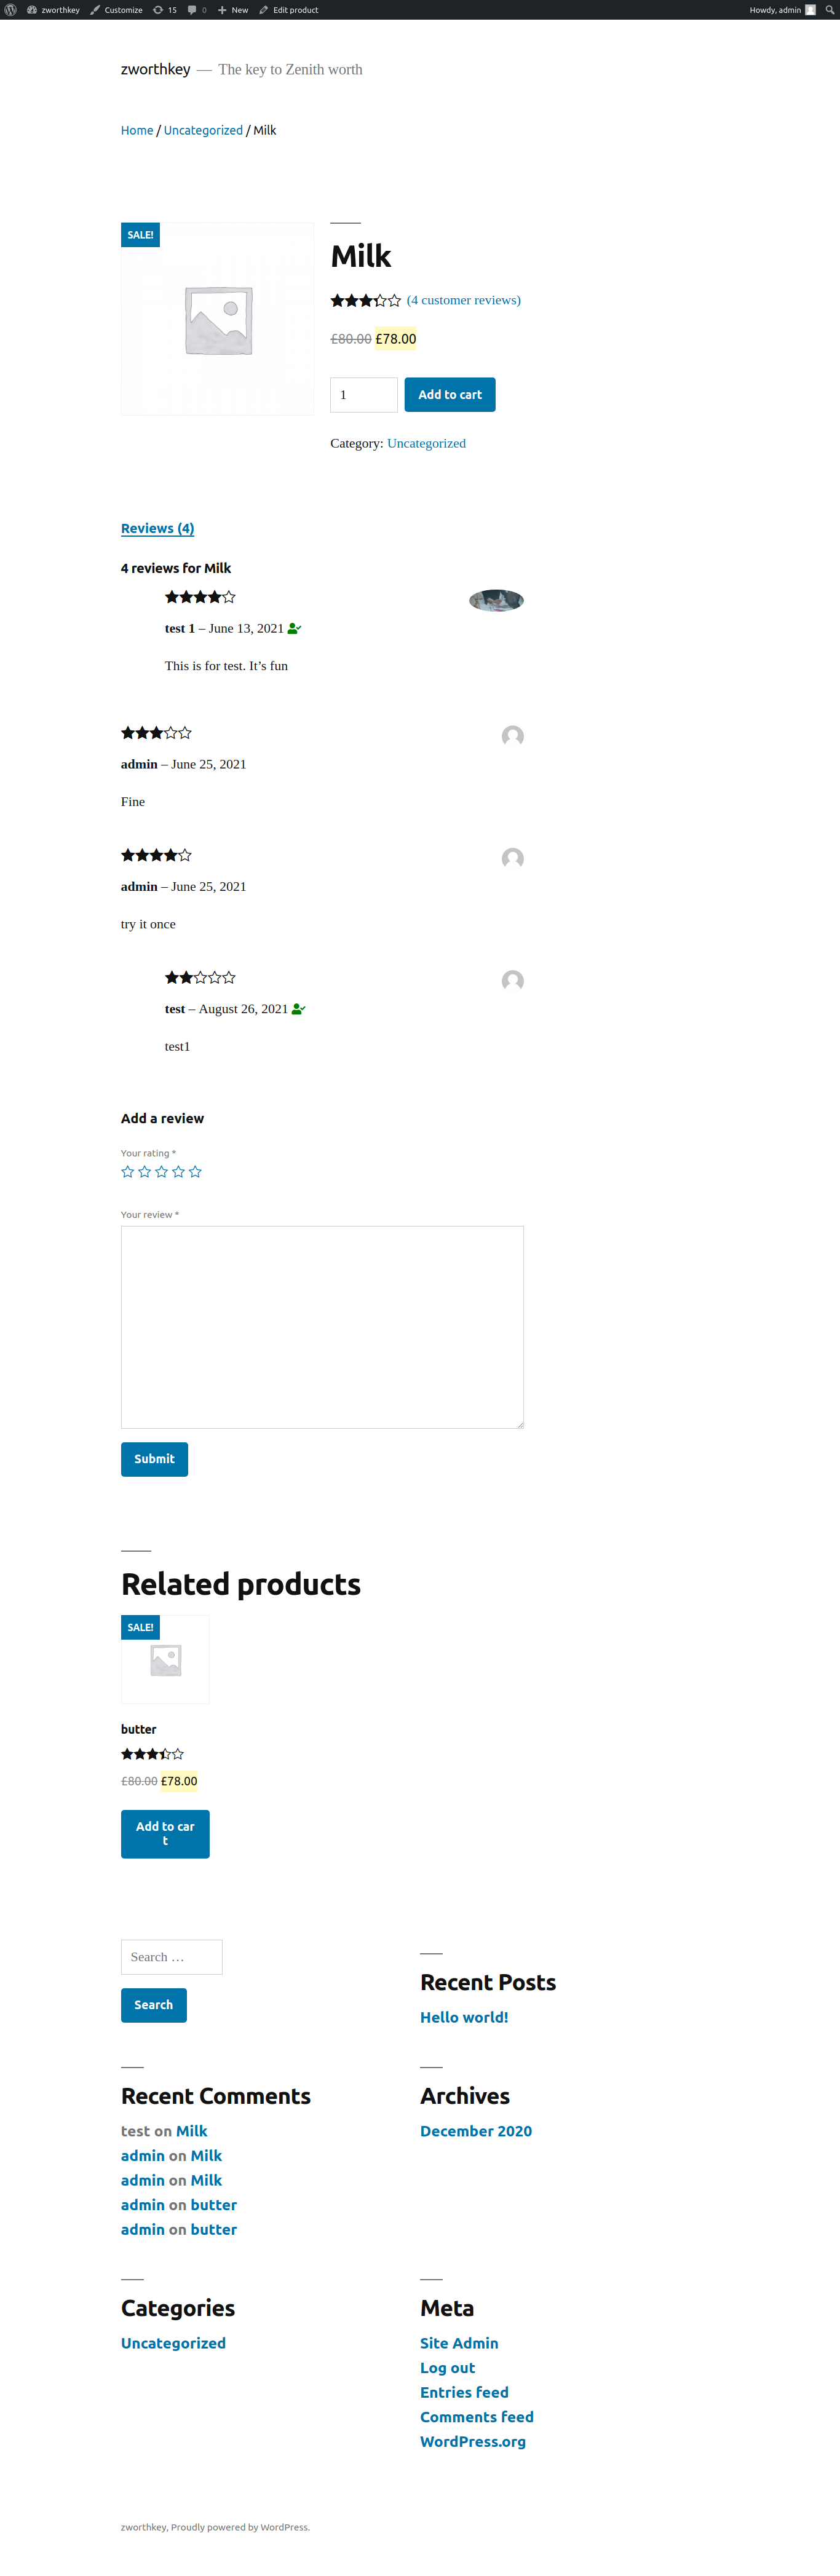 zworthkey Customize 15 0 New Edit product Howdy, admin
zworthkey — The key to Zenith worth
Home / Uncategorized / Milk
SALE!
Milk
(4 customer reviews)
£80.00 £78.00
1 Add to cart
Category: Uncategorized
Reviews (4)
4 reviews for Milk
test 1 – June 13, 2021
This is for test. It’s fun
admin – June 25, 2021
Fine
admin – June 25, 2021
try it once
test – August 26, 2021
test1
Add a review
Your rating *
Your review *
Submit
Related products
SALE!
butter
£80.00 £78.00
Add to car
t
Search …
Search
Recent Posts
Hello world!
Recent Comments
test on Milk
admin on Milk
admin on Milk
admin on butter
admin on butter
Archives
December 2020
Categories
Uncategorized
Meta
Site Admin
Log out
Entries feed
Comments feed
WordPress.org
zworthkey, Proudly powered by WordPress.